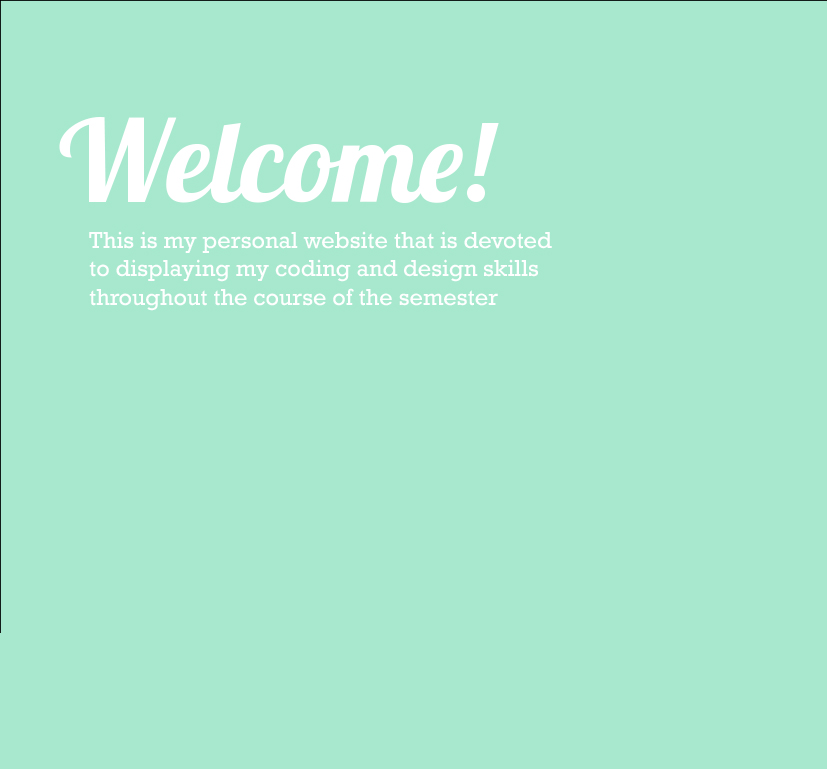 Welcome!
This is my personal website that is devoted
to displaying my coding and design skills
throughout the course of the semester